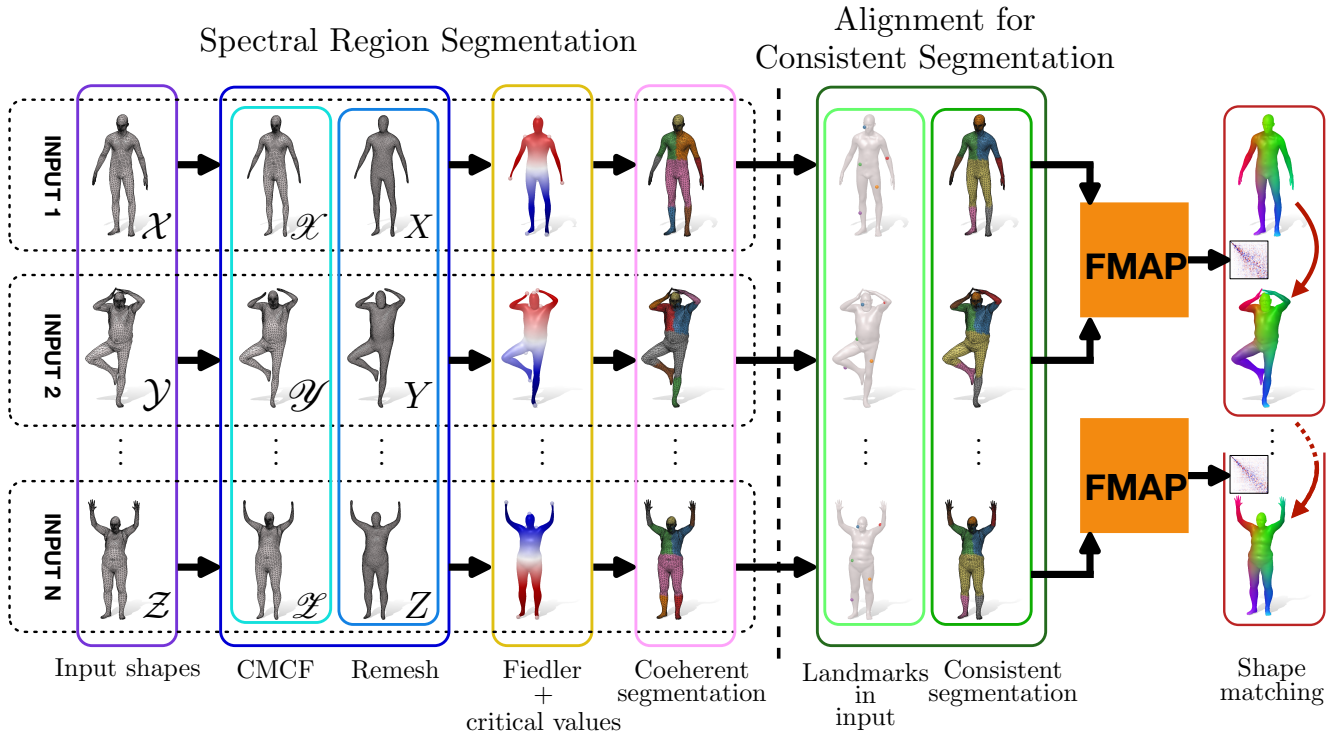 Spectral Region Segmentation
Alignment for
Consistent Segmentation
INPUT 1
𝒳
𝒳
X
FMAP
INPUT 2
𝒴
𝒴
Y
⋮
⋮
⋮
⋮
⋮
⋮
⋮
⋮
FMAP
INPUT N
𝒵
𝒵
Z
Input shapes
CMCF
Remesh
Fiedler
+
critical values
Coeherent
segmentation
Landmarks
in
input
Consistent
segmentation
Shape
matching